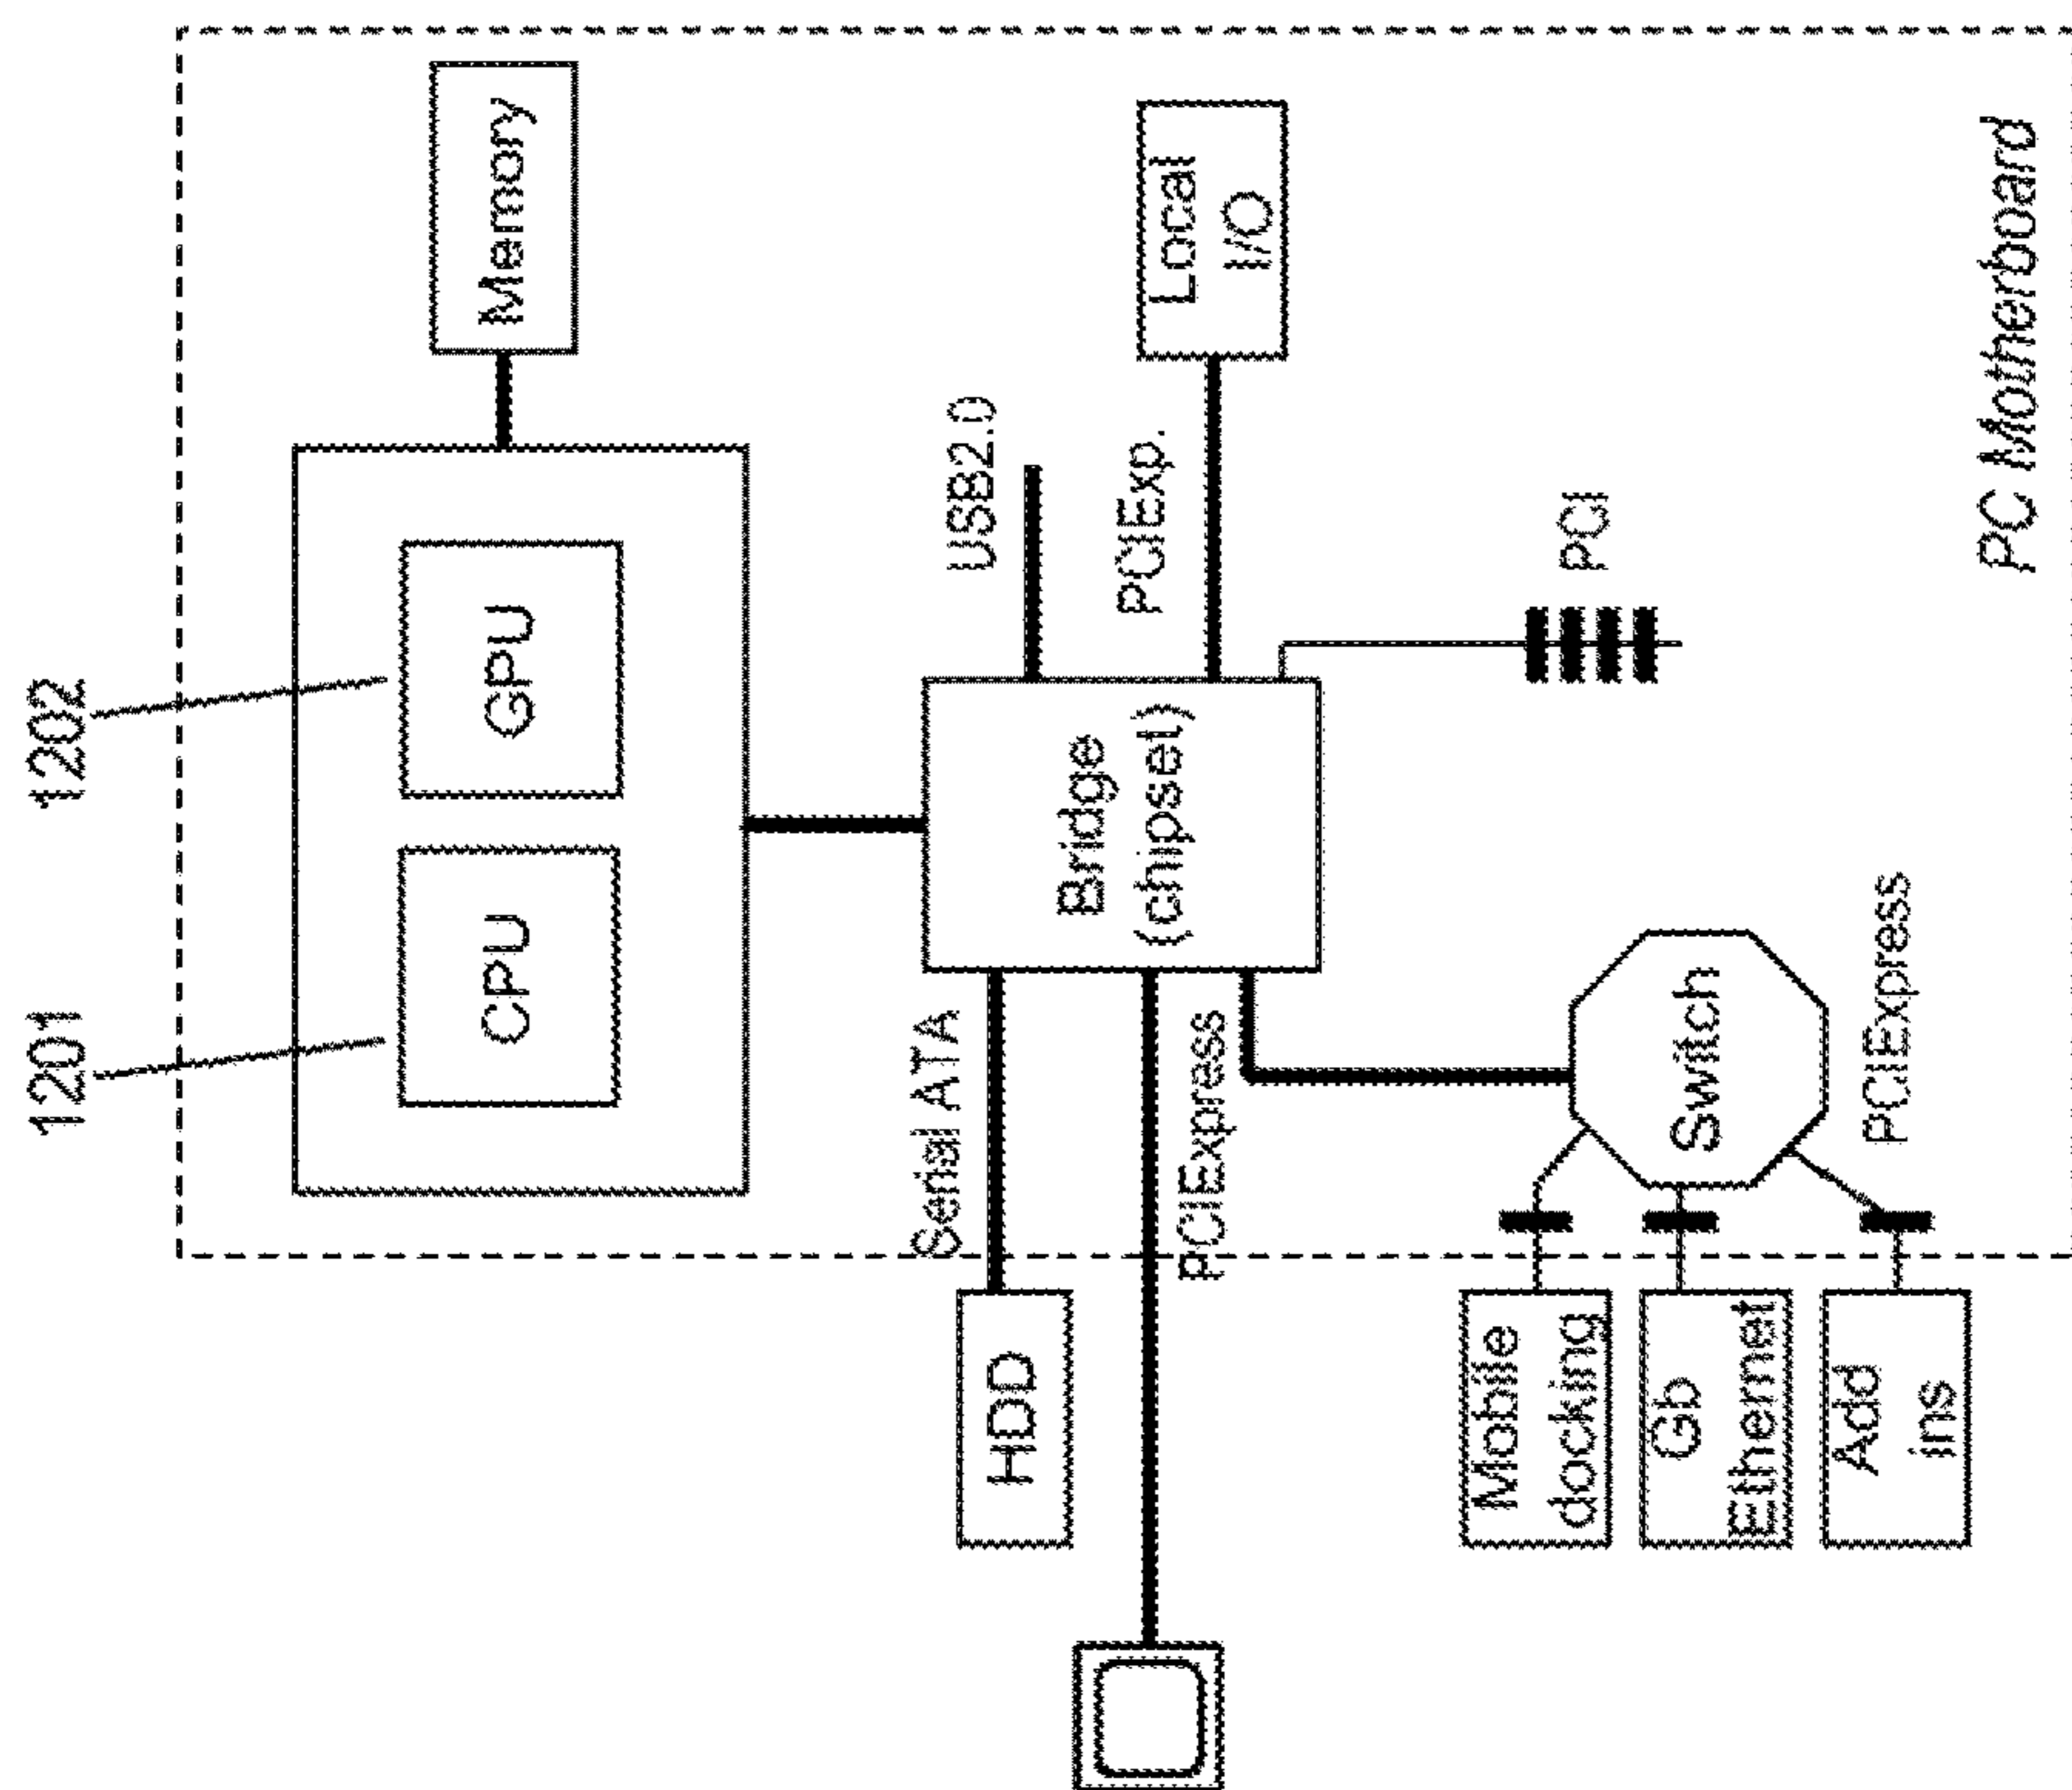 1201
1202
CPU
GPU
Memory
Serial ATA
USB2.0
HDD
Bridge
(chipset)
PCIExp.
Local
I/O
PCIExpress
Mobile
docking
Gb
Ethernet
Add
ins
Switch
PCIExpress
PCI
PC Motherboard